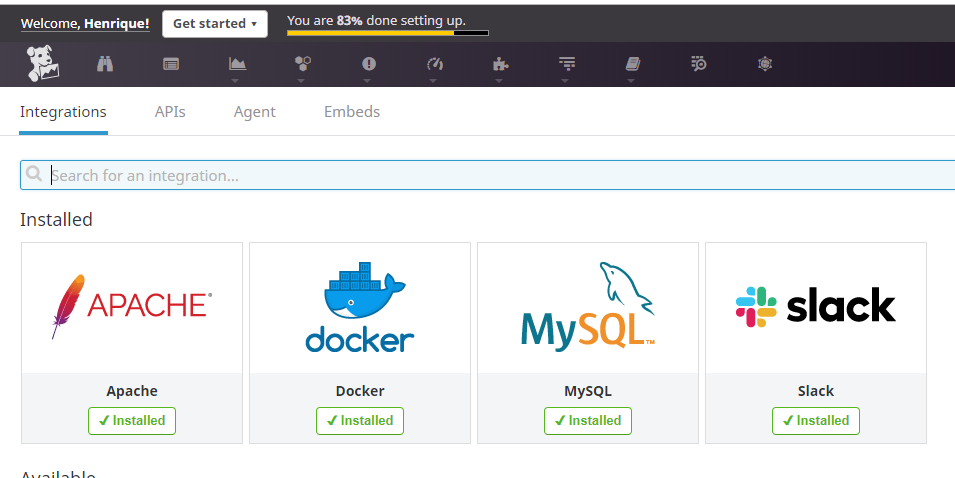 Welcome, Henrique!
Get started ▾
You are 83% done setting up.
Integrations
APIs
Agent
Embeds
Search for an integration...
Installed
APACHE®
docker
MySQL™
slack
Apache
Docker
MySQL
Slack
✔ Installed
✔ Installed
✔ Installed
✔ Installed
Available